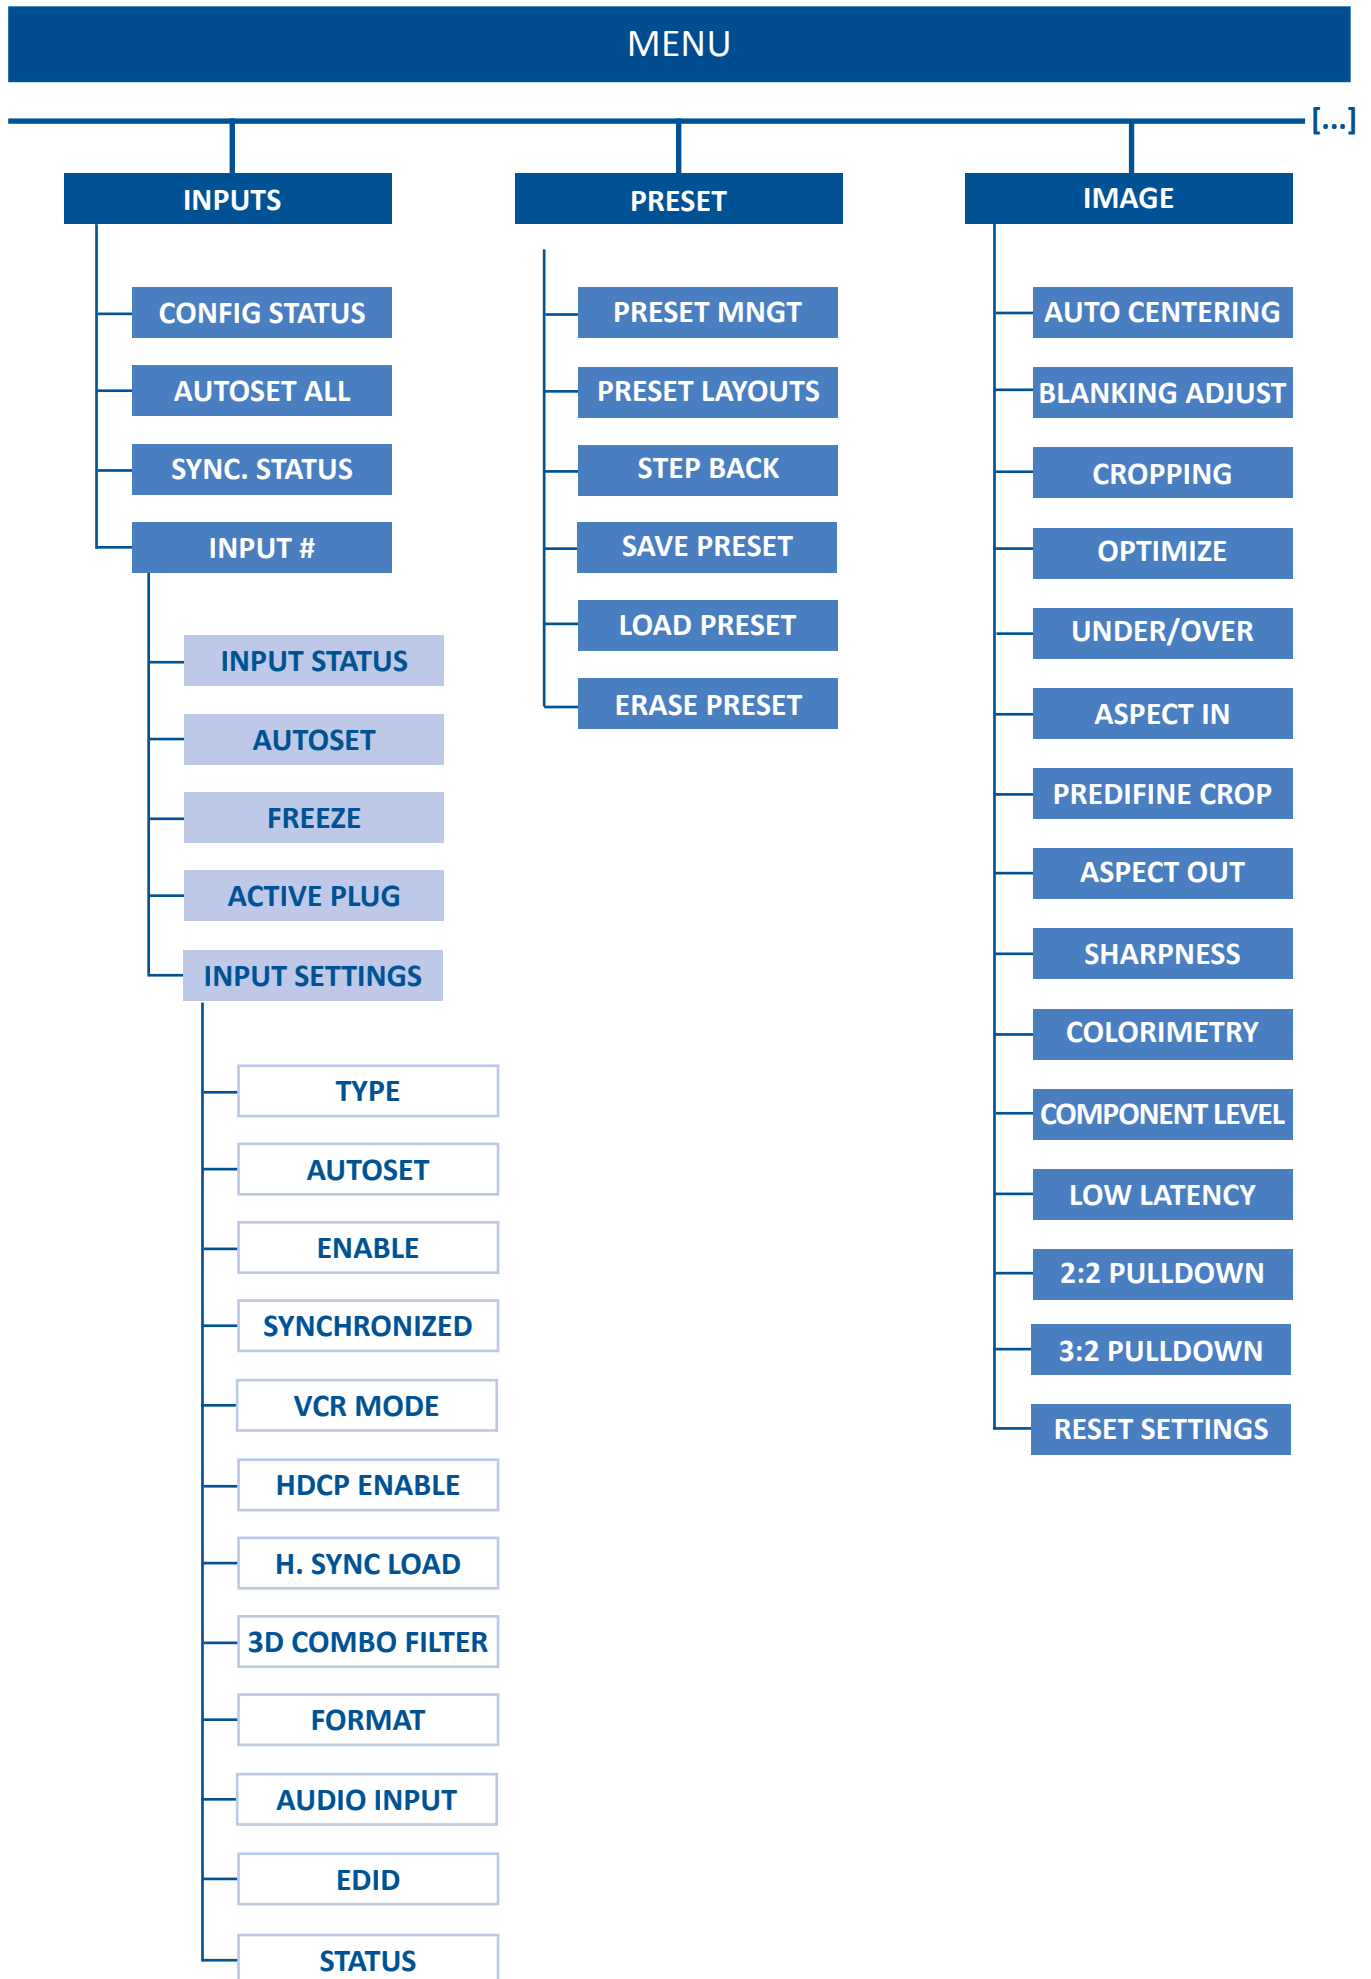 MENU
[...]
INPUTS
CONFIG STATUS
AUTOSET ALL
SYNC. STATUS
INPUT #
INPUT STATUS
AUTOSET
FREEZE
ACTIVE PLUG
INPUT SETTINGS
TYPE
AUTOSET
ENABLE
SYNCHRONIZED
VCR MODE
HDCP ENABLE
H. SYNC LOAD
3D COMBO FILTER
FORMAT
AUDIO INPUT
EDID
STATUS
PRESET
PRESET MNGT
PRESET LAYOUTS
STEP BACK
SAVE PRESET
LOAD PRESET
ERASE PRESET
IMAGE
AUTO CENTERING
BLANKING ADJUST
CROPPING
OPTIMIZE
UNDER/OVER
ASPECT IN
PREDIFINE CROP
ASPECT OUT
SHARPNESS
COLORIMETRY
COMPONENT LEVEL
LOW LATENCY
2:2 PULLDOWN
3:2 PULLDOWN
RESET SETTINGS